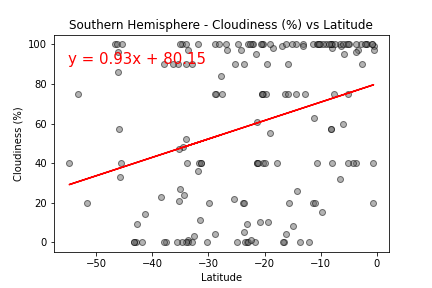 Southern Hemisphere - Cloudiness (%) vs Latitude
100
y = 0.93x + 80.15
80
60
Cloudiness (%)
40
20
0
−50 −40 −30 −20 −10 0
Latitude